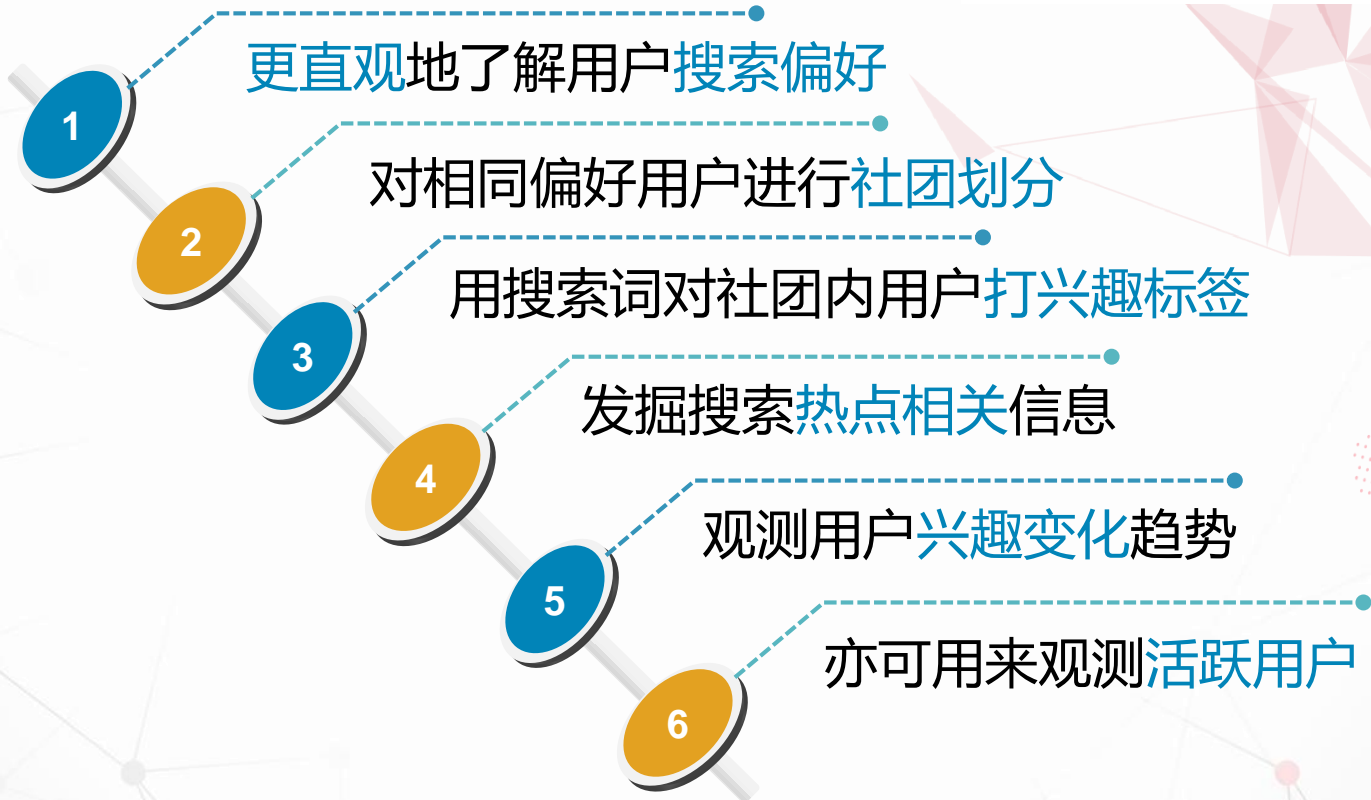 1
更直观地了解用户搜索偏好
2
对相同偏好用户进行社团划分
3
用搜索词对社团内用户打兴趣标签
4
发掘搜索热点相关信息
5
观测用户兴趣变化趋势
6
亦可用来观测活跃用户